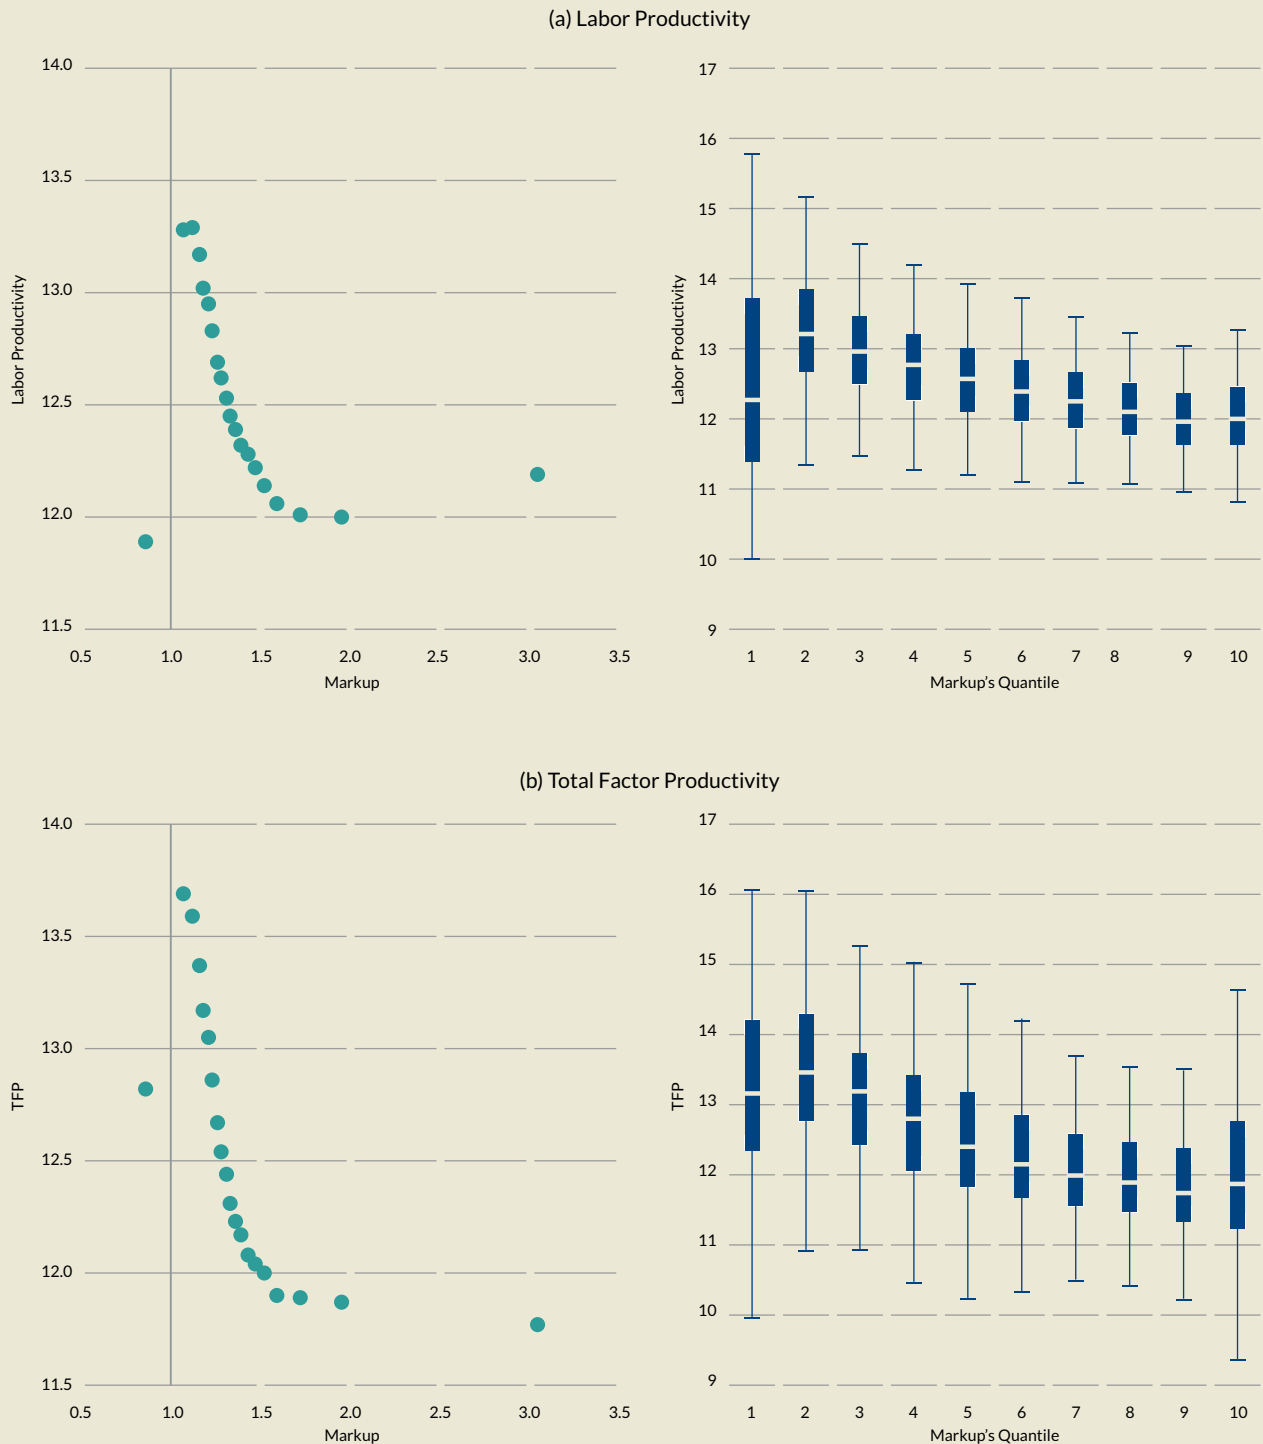 (a) Labor Productivity
14.0
13.5
13.0
12.5
12.0
11.5
Labor Productivity
0.5 1.0 1.5 2.0 2.5 3.0 3.5
Markup
17
16
15
14
13
12
11
10
9
Labor Productivity
1 2 3 4 5 6 7 8 9 10
Markup's Quantile
(b) Total Factor Productivity
14.0
13.5
13.0
12.5
12.0
11.5
TFP
0.5 1.0 1.5 2.0 2.5 3.0 3.5
Markup
17
16
15
14
13
12
11
10
9
TFP
1 2 3 4 5 6 7 8 9 10
Markup's Quantile